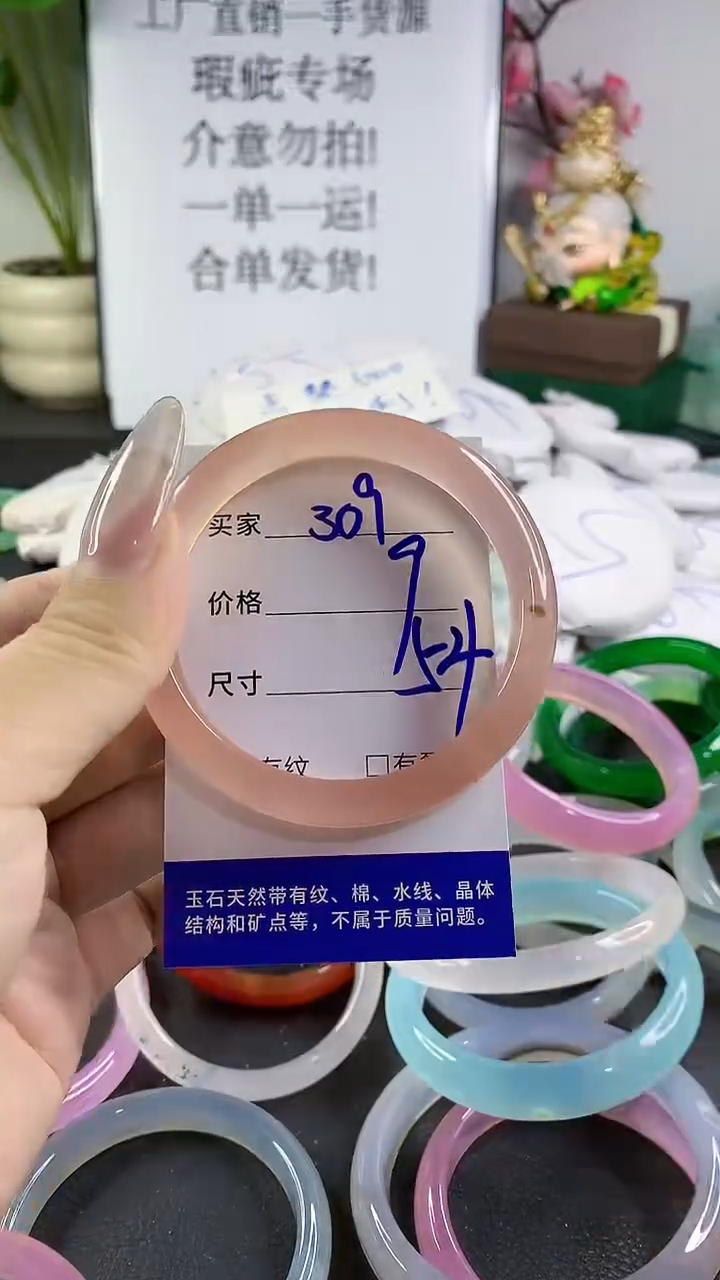 工厂直销一手货源
瑕疵专场
介意勿拍!
一单一运!
合单发货!
买家 309
价格 9
尺寸 54
有纹 □有
玉石天然带有纹、棉、水线、晶体
结构和矿点等，不属于质量问题。